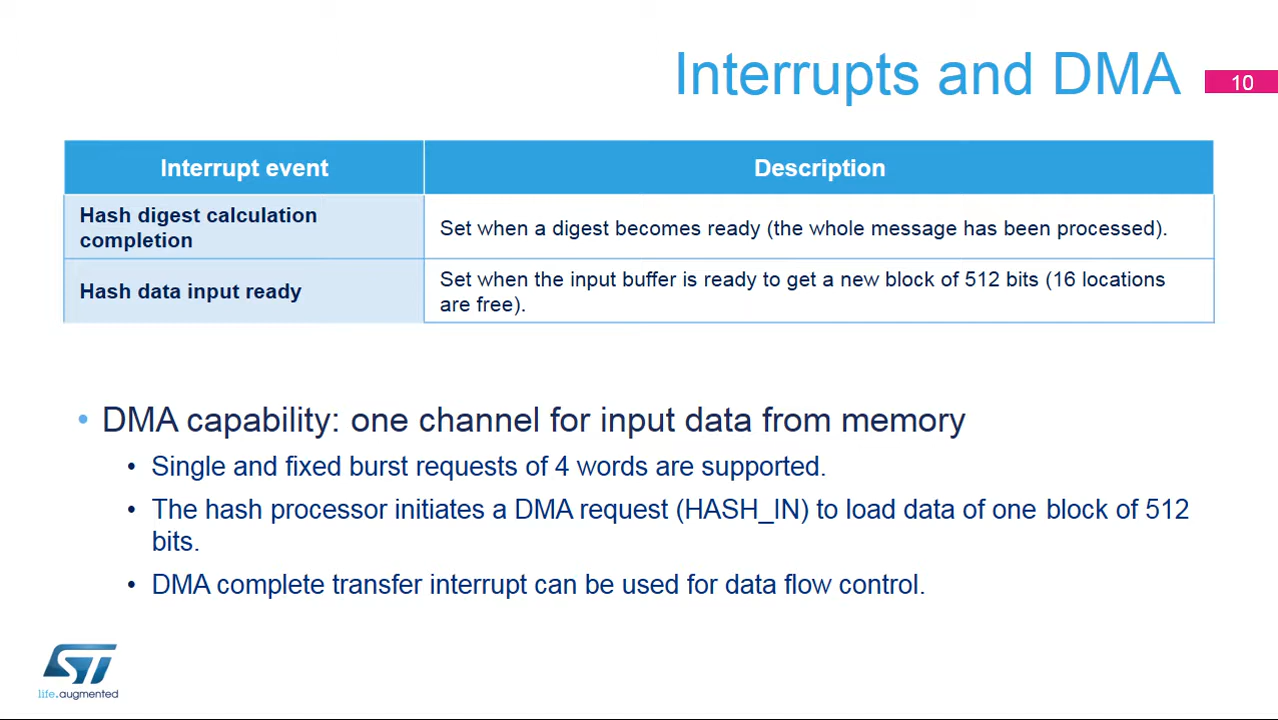 Interrupts and DMA
10
Interrupt event
Description
Hash digest calculation
completion
Set when a digest becomes ready (the whole message has been processed).
Hash data input ready
Set when the input buffer is ready to get a new block of 512 bits (16 locations
are free).
• DMA capability: one channel for input data from memory
• Single and fixed burst requests of 4 words are supported.
• The hash processor initiates a DMA request (HASH_IN) to load data of one block of 512
bits.
• DMA complete transfer interrupt can be used for data flow control.
ST
life.augmented